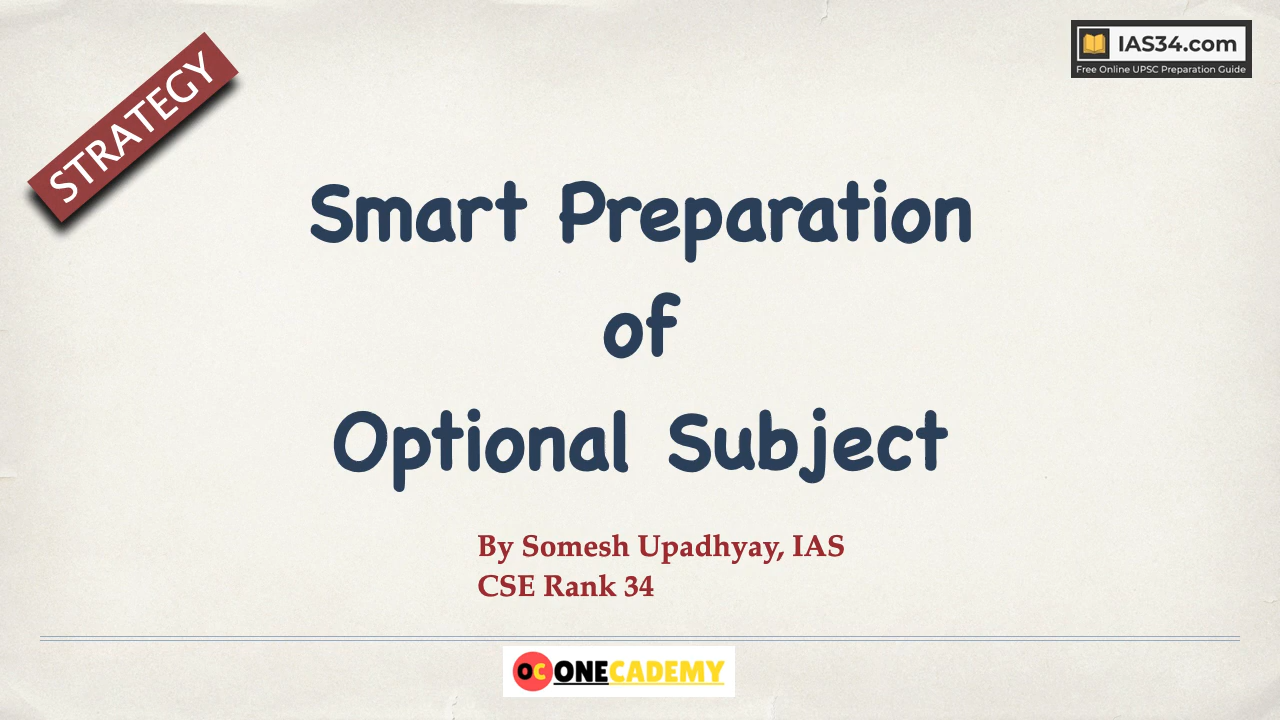 STRATEGY
IAS34.com
Free Online UPSC Preparation Guide
Smart Preparation
of
Optional Subject
By Somesh Upadhyay, IAS
CSE Rank 34
OC ONECADEMY